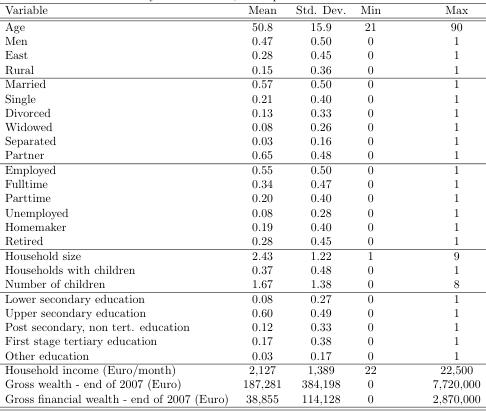 Variable Mean Std. Dev. Min Max
Age 50.8 15.9 21 90
Men 0.47 0.50 0 1
East 0.28 0.45 0 1
Rural 0.15 0.36 0 1
Married 0.57 0.50 0 1
Single 0.21 0.40 0 1
Divorced 0.13 0.33 0 1
Widowed 0.08 0.26 0 1
Separated 0.03 0.16 0 1
Partner 0.65 0.48 0 1
Employed 0.55 0.50 0 1
Fulltime 0.34 0.47 0 1
Parttime 0.20 0.40 0 1
Unemployed 0.08 0.28 0 1
Homemaker 0.19 0.40 0 1
Retired 0.28 0.45 0 1
Household size 2.43 1.22 1 9
Households with children 0.37 0.48 0 1
Number of children 1.67 1.38 0 8
Lower secondary education 0.08 0.27 0 1
Upper secondary education 0.60 0.49 0 1
Post secondary, non tert. education 0.12 0.33 0 1
First stage tertiary education 0.17 0.38 0 1
Other education 0.03 0.17 0 1
Household income (Euro/month) 2,127 1,389 22 22,500
Gross wealth - end of 2007 (Euro) 187,281 384,198 0 7,720,000
Gross financial wealth - end of 2007 (Euro) 38,855 114,128 0 2,870,000